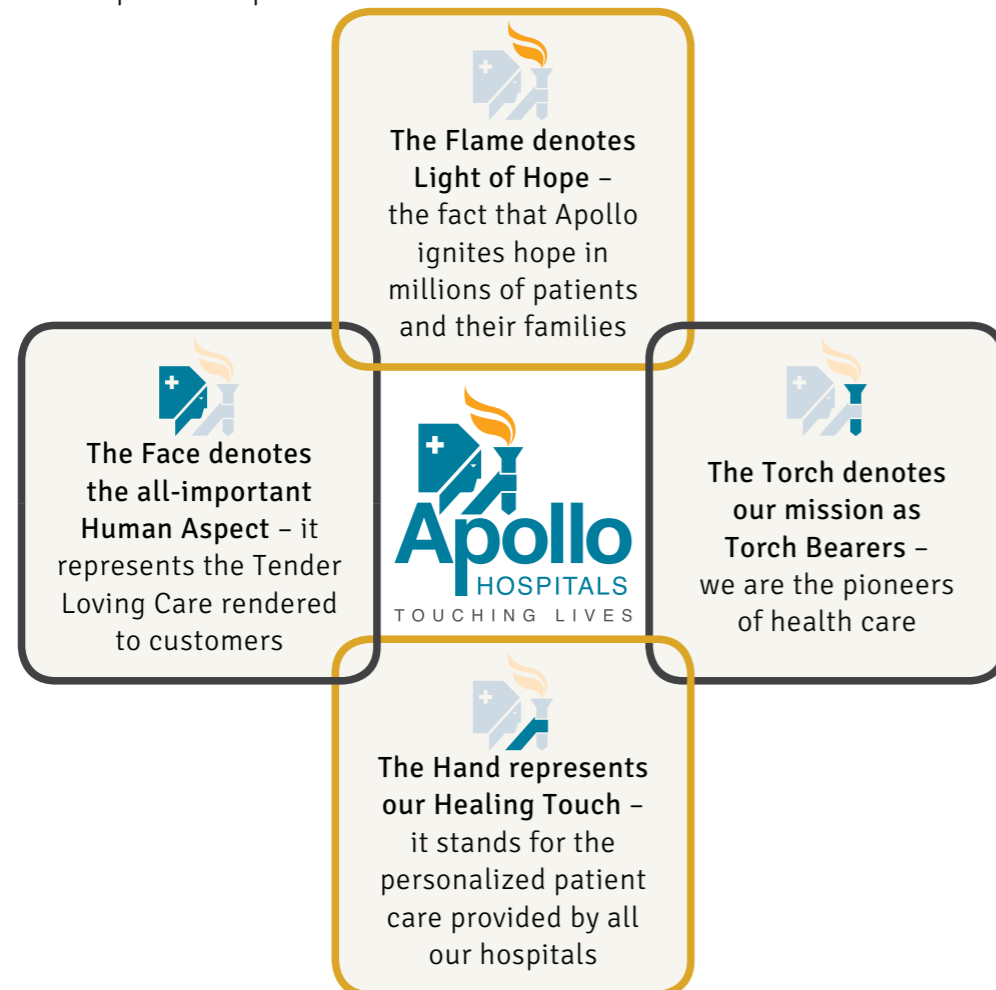 The Flame denotes
Light of Hope –
the fact that Apollo
ignites hope in
millions of patients
and their families
The Face denotes
the all-important
Human Aspect – it
represents the Tender
Loving Care rendered
to customers
Apollo
HOSPITALS
TOUCHING LIVES
The Torch denotes
our mission as
Torch Bearers –
we are the pioneers
of health care
The Hand represents
our Healing Touch –
it stands for the
personalized patient
care provided by all
our hospitals